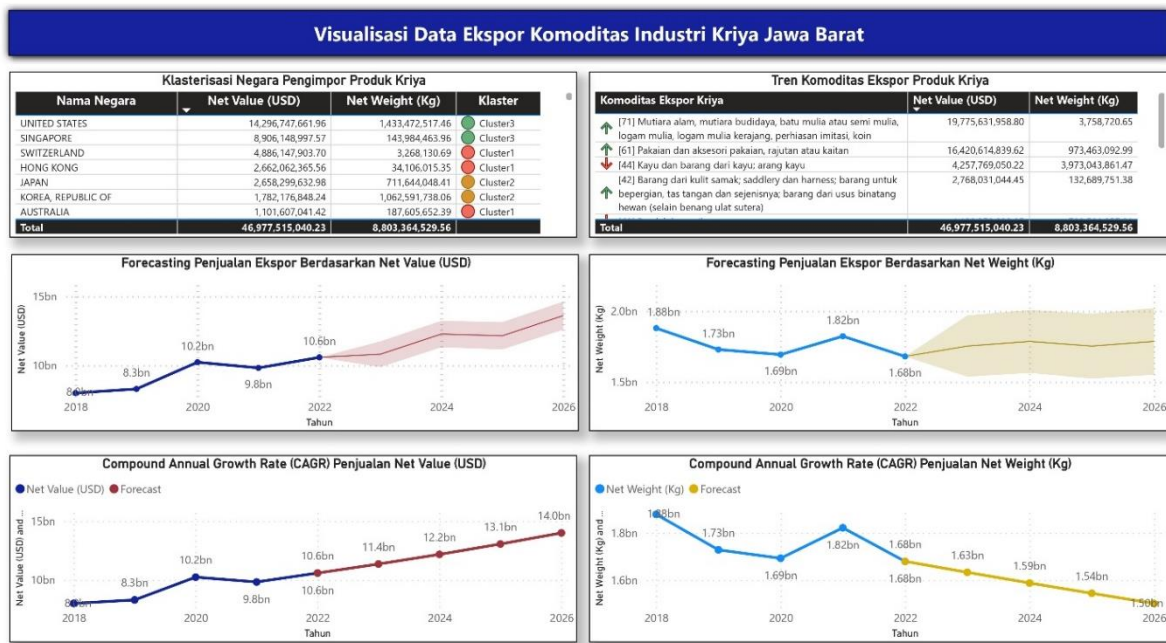 Visualisasi Data Ekspor Komoditas Industri Kriya Jawa Barat
Klasterisasi Negara Pengimpor Produk Kriya
Nama Negara Net Value (USD) Net Weight (Kg) Klaster
UNITED STATES 14,296,747,661.96 1,433,472,517.46 Cluster3
SINGAPORE 8,906,148,997.57 143,984,463.96 Cluster3
SWITZERLAND 4,886,147,903.70 3,268,130.69 Cluster1
HONG KONG 2,662,062,365.56 34,106,015.35 Cluster1
JAPAN 2,658,299,632.98 711,644,048.41 Cluster2
KOREA, REPUBLIC OF 1,782,176,848.24 1,062,591,738.06 Cluster2
AUSTRALIA 1,101,607,041.42 187,605,652.39 Cluster1
Total 46,977,515,040.23 8,803,364,529.56
Tren Komoditas Ekspor Produk Kriya
Komoditas Ekspor Kriya Net Value (USD) Net Weight (Kg)
[71] Mutiara alam, mutiara budidaya, batu mulia atau semi mulia, 19,775,631,958.80 3,758,720.65
logam mulia, logam mulia kerajang, perhiasan imitasi, koin
[61] Pakaian dan aksesori pakaian, rajutan atau kaitan 16,420,614,839.62 973,463,092.99
[44] Kayu dan barang dari kayu; arang kayu 4,257,769,050.22 3,973,043,861.47
[42] Barang dari kulit samak; saddlery dan harness; barang untuk 2,768,031,044.45 132,689,751.38
bepergian, tas tangan dan sejenisnya; barang dari usus binatang
hewan (selain benang ulat sutera)
Total 46,977,515,040.23 8,803,364,529.56
Forecasting Penjualan Ekspor Berdasarkan Net Value (USD)
Net Value (USD)
15bn
10bn
8.3bn
10.2bn
9.8bn
10.6bn
2018 2020 2022 2024 2026
Tahun
Forecasting Penjualan Ekspor Berdasarkan Net Weight (Kg)
Net Weight (Kg)
2.0bn
1.5bn
1.88bn
1.73bn
1.69bn
1.82bn
1.68bn
2018 2020 2022 2024 2026
Tahun
Compound Annual Growth Rate (CAGR) Penjualan Net Value (USD)
Net Value (USD) Forecast
Net Value (USD) and ...
15bn
10bn
8.3bn
10.2bn
9.8bn
10.6bn
10.6bn
11.4bn
12.2bn
13.1bn
14.0bn
2018 2020 2022 2024 2026
Tahun
Compound Annual Growth Rate (CAGR) Penjualan Net Weight (Kg)
Net Weight (Kg) Forecast
Net Weight (Kg) and ...
1.8bn
1.6bn
1.88bn
1.73bn
1.69bn
1.82bn
1.68bn
1.68bn
1.63bn
1.59bn
1.54bn
1.50bn
2018 2020 2022 2024 2026
Tahun